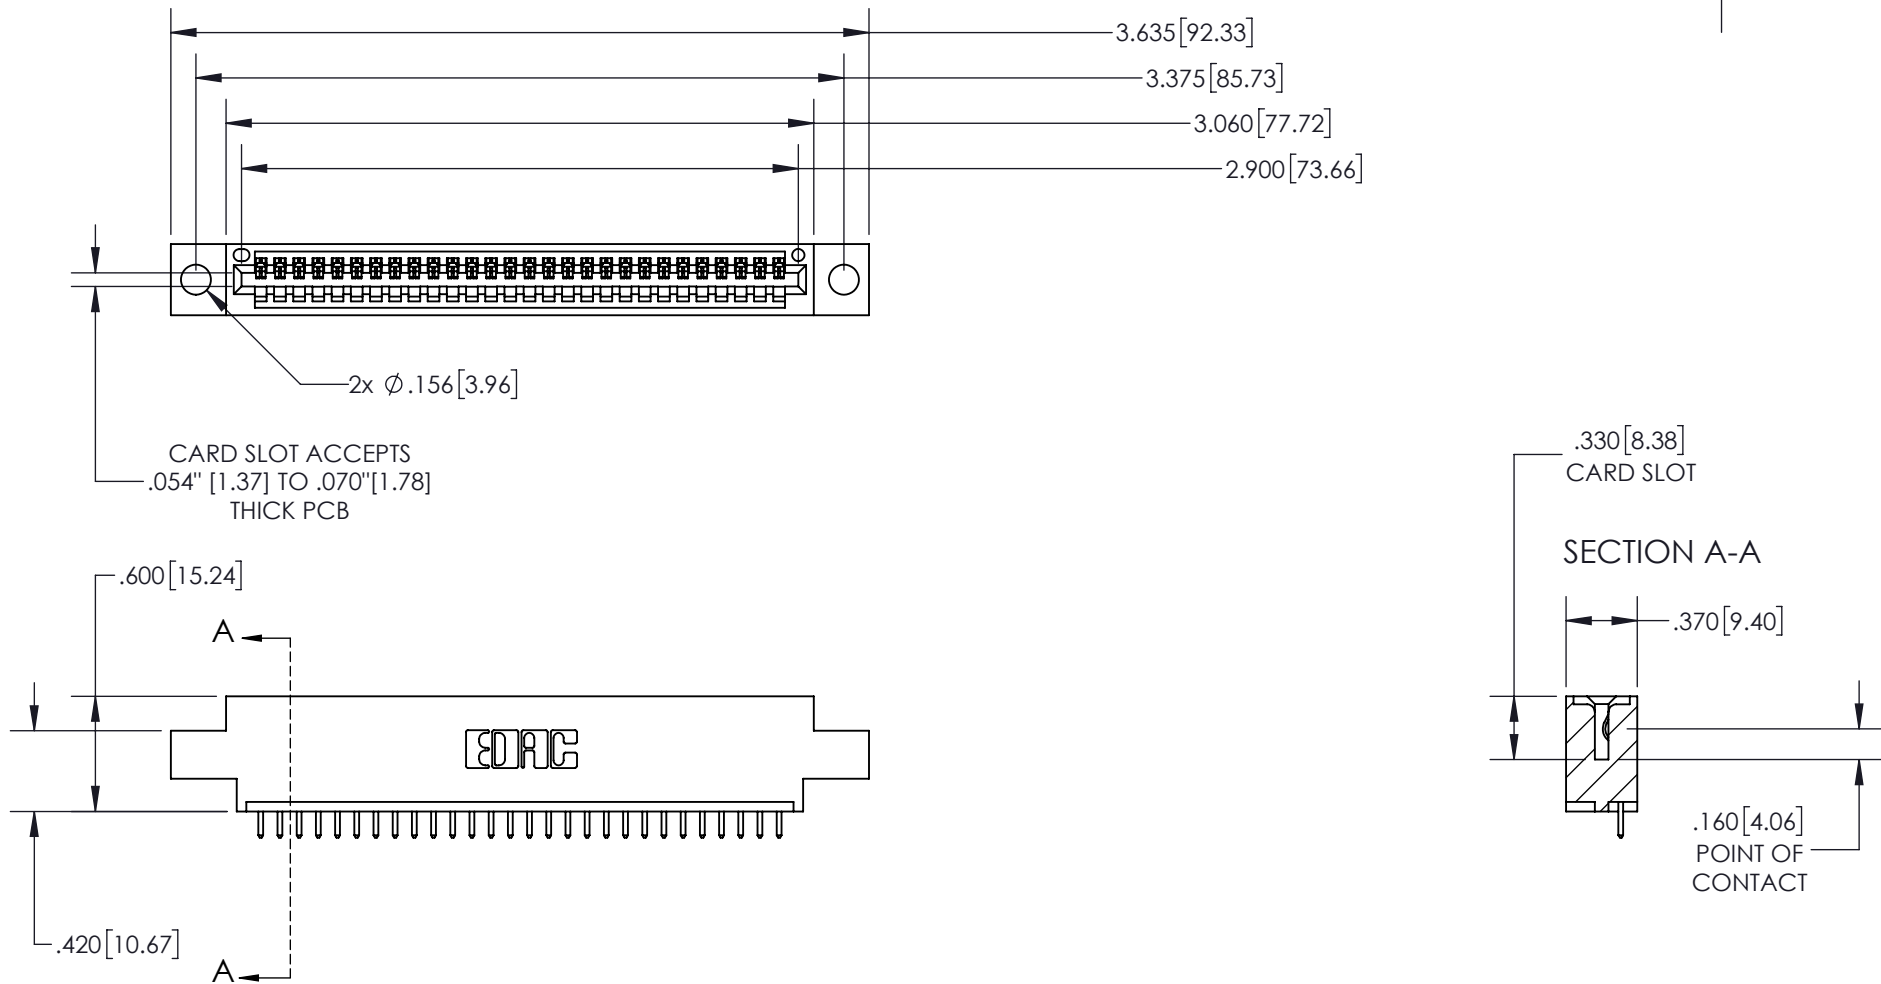 3.635[92.33]
3.375[85.73]
3.060[77.72]
2.900[73.66]
2x Ø.156[3.96]
CARD SLOT ACCEPTS
.054" [1.37] TO .070"[1.78]
THICK PCB
.330[8.38]
CARD SLOT
SECTION A-A
.600[15.24]
.370[9.40]
A
EDAC
.160[4.06]
POINT OF
CONTACT
.420[10.67]
A